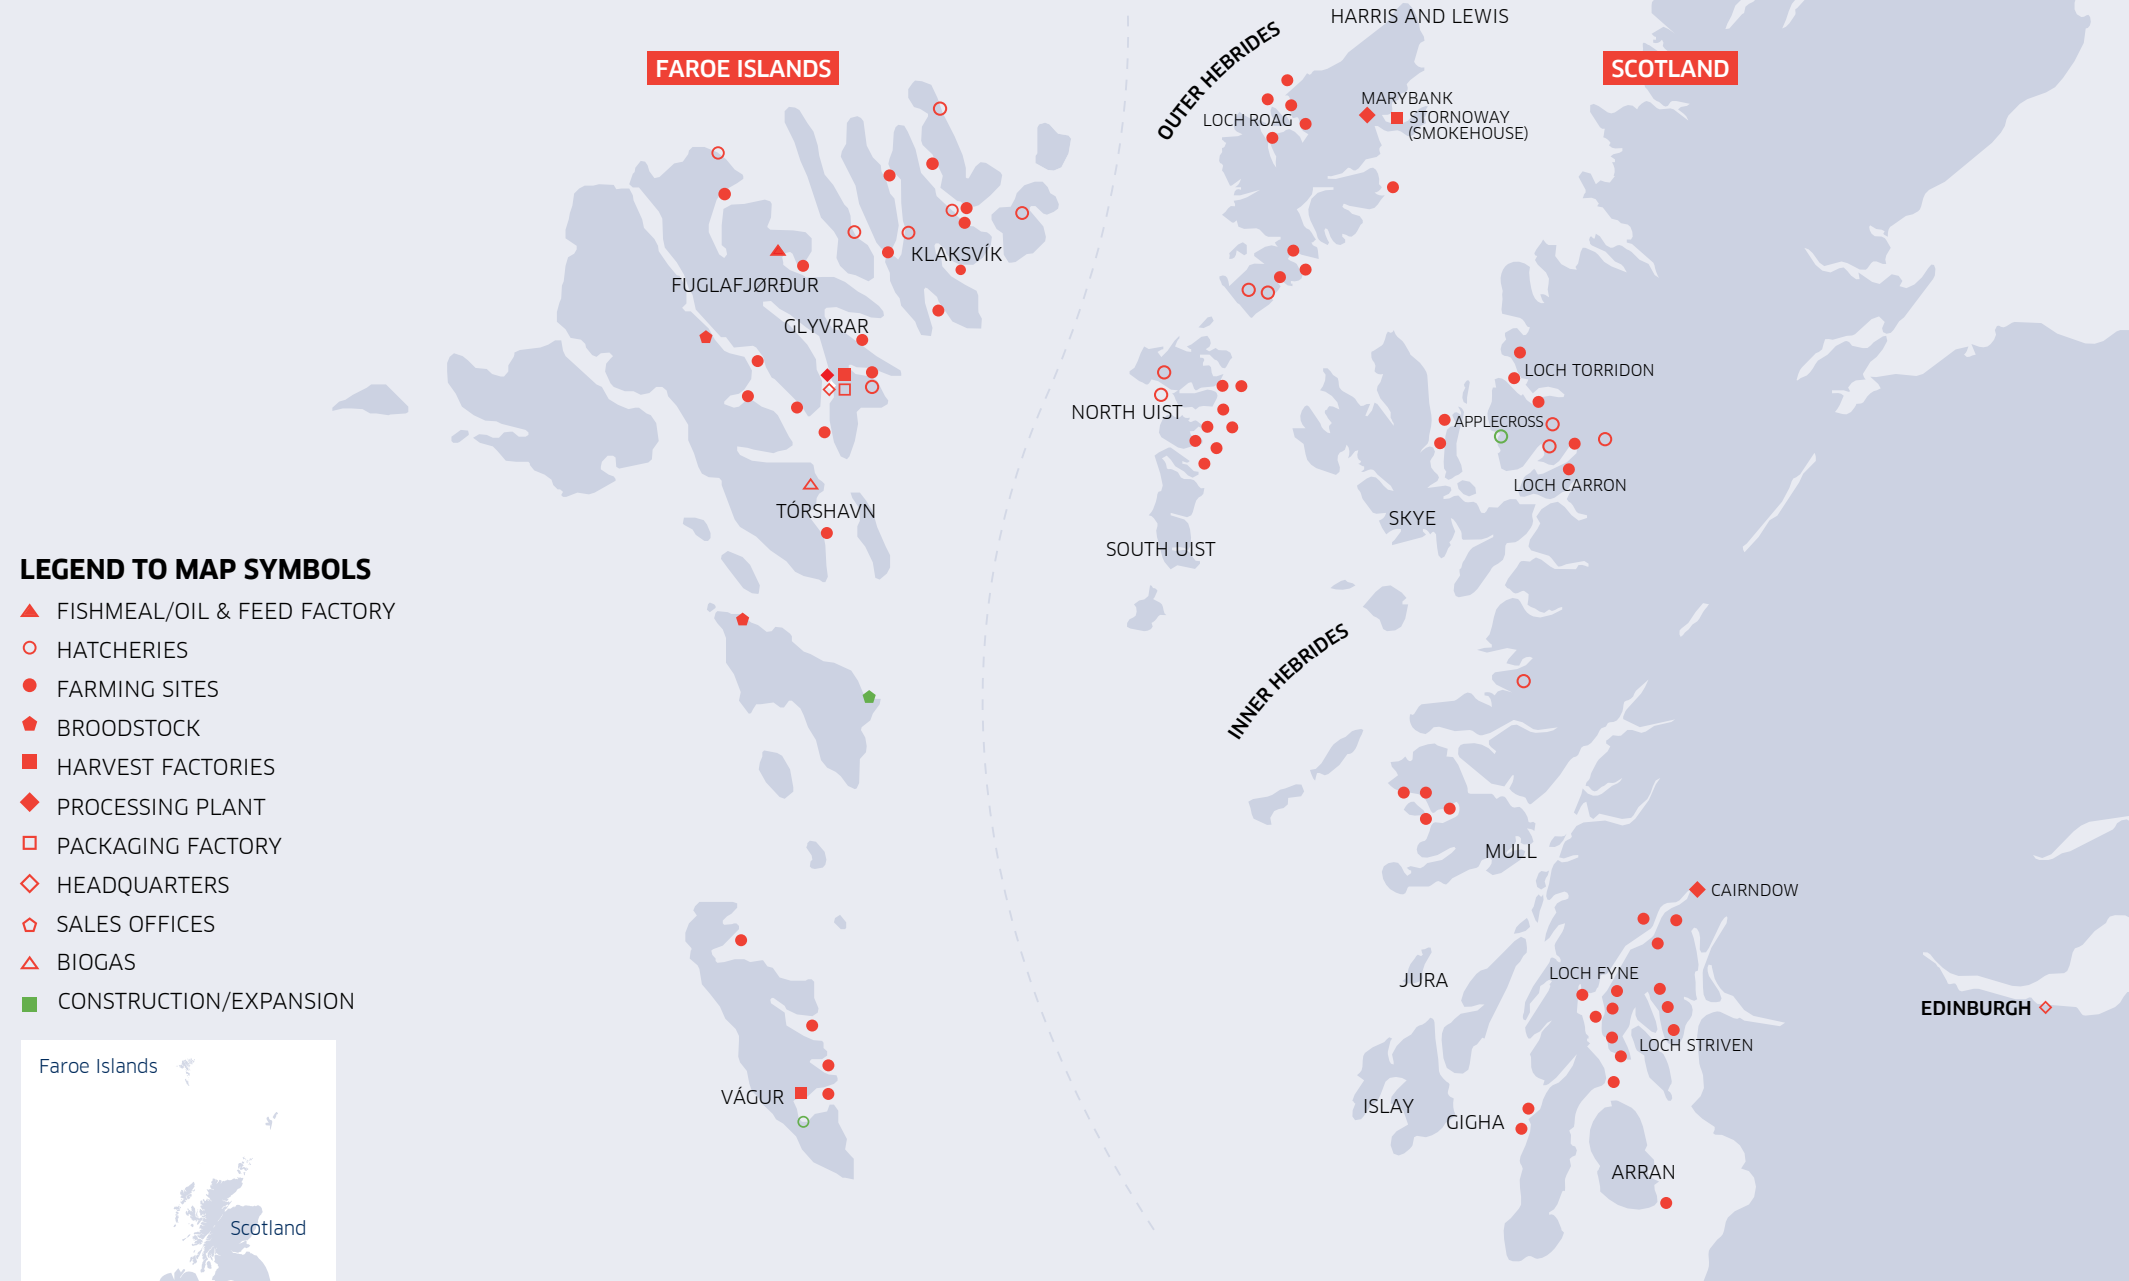 FAROE ISLANDS
SCOTLAND
OUTER HEBRIDES
HARRIS AND LEWIS
MARYBANK
LOCH ROAG
STORNOWAY
(SMOKEHOUSE)
KLAKSVÍK
FUGLAFJØRÐUR
GLYVRAR
LOCH TORRIDON
NORTH UIST
APPLECROSS
LOCH CARRON
TÓRSHAVN
SKYE
SOUTH UIST
INNER HEBRIDES
MULL
CAIRNDOW
LOCH FYNE
JURA
EDINBURGH
LOCH STRIVEN
VÁGUR
ISLAY
GIGHA
ARRAN
LEGEND TO MAP SYMBOLS
FISHMEAL/OIL & FEED FACTORY
HATCHERIES
FARMING SITES
BROODSTOCK
HARVEST FACTORIES
PROCESSING PLANT
PACKAGING FACTORY
HEADQUARTERS
SALES OFFICES
BIOGAS
CONSTRUCTION/EXPANSION
Faroe Islands
Scotland